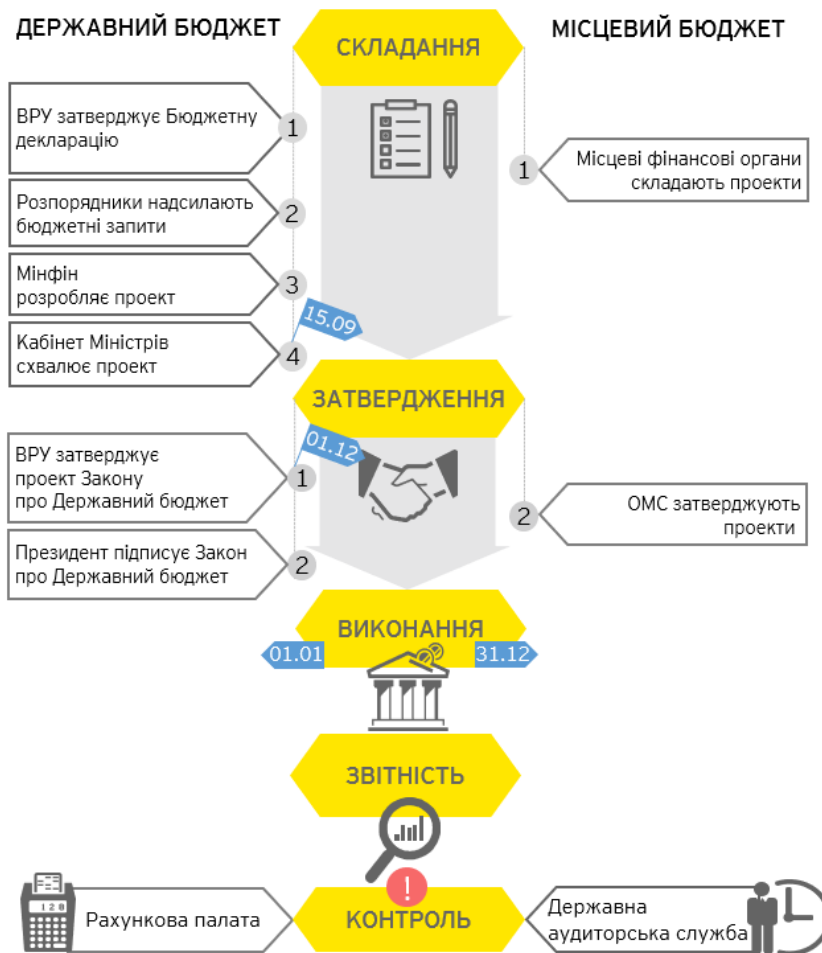 ДЕРЖАВНИЙ БЮДЖЕТ
СКЛАДАННЯ
МІСЦЕВИЙ БЮДЖЕТ
ВРУ затверджує Бюджетну
декларацію
1
Розпорядники надсилають
бюджетні запити
2
Мінфін
розробляє проект
3
Кабінет Міністрів
схвалює проект
4
15.09
1
Місцеві фінансові органи
складають проекти
ЗАТВЕРДЖЕННЯ
01.12
ВРУ затверджує
проект Закону
про Державний бюджет
1
Президент підписує Закон
про Державний бюджет
2
2
ОМС затверджують
проекти
ВИКОНАННЯ
01.01
31.12
ЗВІТНІСТЬ
!
КОНТРОЛЬ
128
Рахункова палата
Державна
аудиторська служба